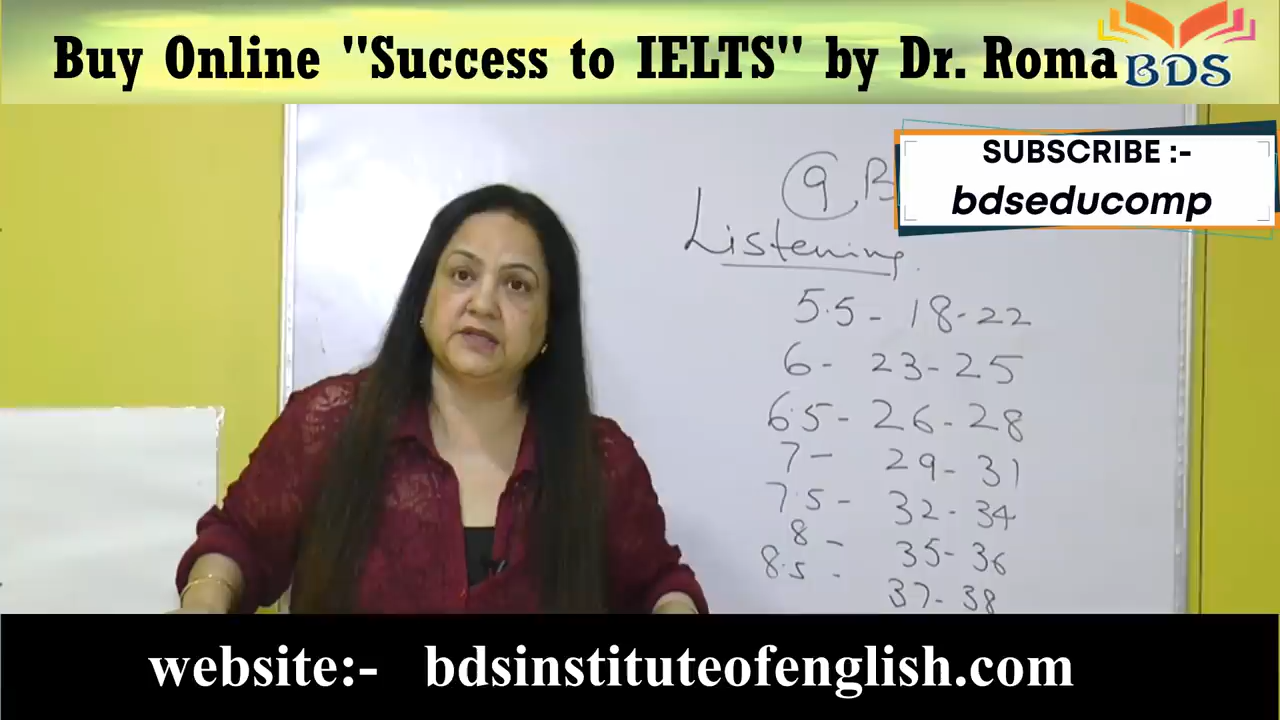 Buy Online "Success to IELTS" by Dr. Roma
BDS
SUBSCRIBE :-
bdseducomp
9, B
Listening.
5.5 - 18-22
6 - 23-25
6.5 - 26-28
7 - 29-31
7.5 - 32-34
8 - 35-36
8.5 - 37-38
website:- bdsinstituteofenglish.com